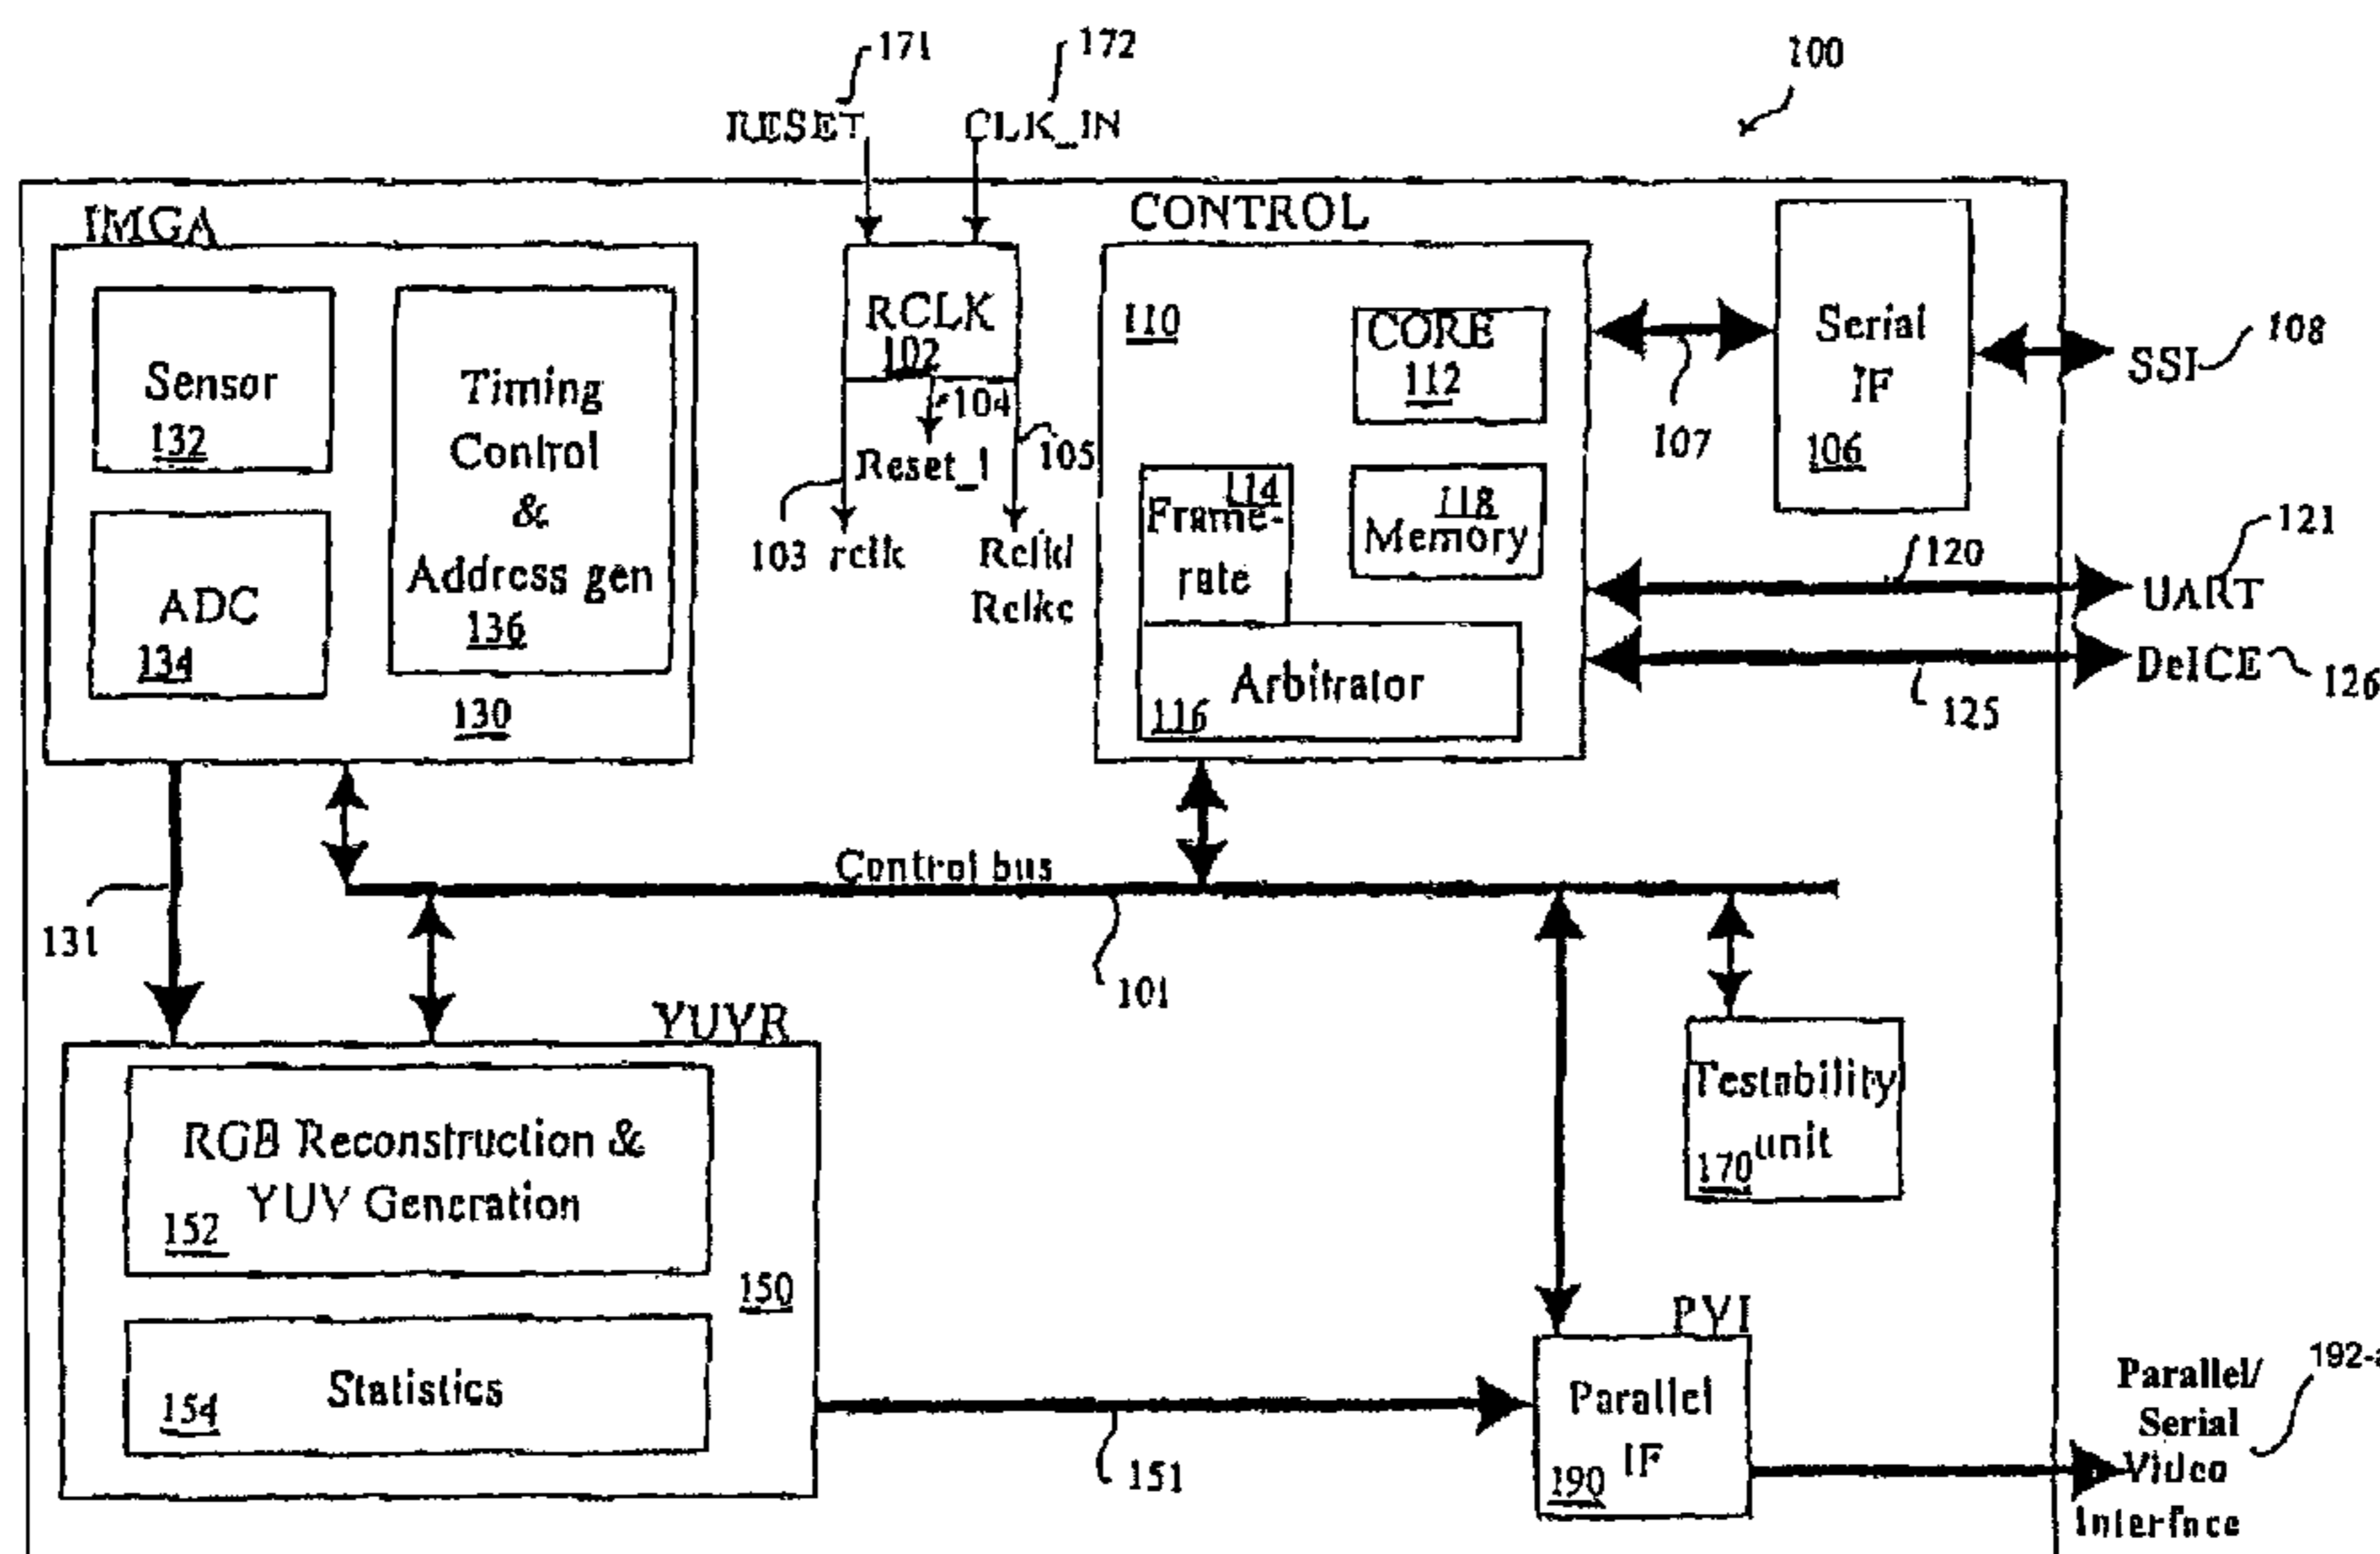 171
172
100
RESET
CLK_IN
IMGA
CONTROL
Sensor
132
Timing
Control
&
Address gen
136
ADC
134
130
RCLK
102
104
Reset_1
105
103 rclk
Rclkc
110
CORE
112
114
Frame-
rate
118
Memory
Arbitrator
116
107
Serial
IF
106
SSI
108
120
121
UART
125
DeICE
126
131
Control bus
101
YUVR
RGB Reconstruction &
YUV Generation
152
150
Statistics
154
151
Testability
unit
170
PVI
Parallel
IF
190
Parallel/
Serial
Video
Interface